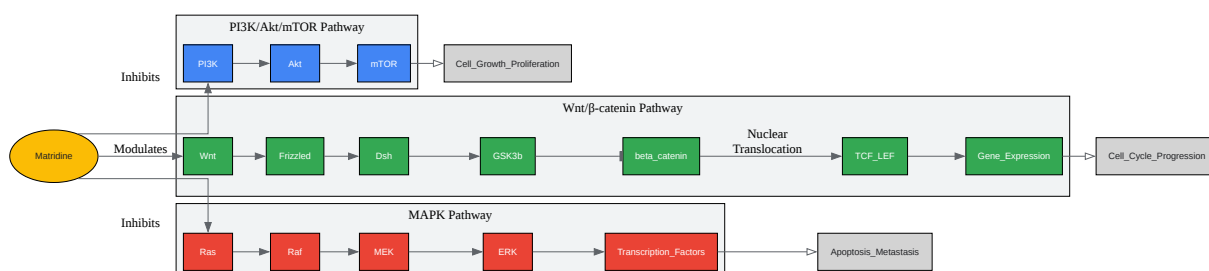 PI3K/Akt/mTOR Pathway
PI3K
Akt
mTOR
Cell_Growth_Proliferation
Inhibits
Wnt/β-catenin Pathway
Matridine
Modulates
Wnt
Frizzled
Dsh
GSK3b
beta_catenin
Nuclear
Translocation
TCF_LEF
Gene_Expression
Cell_Cycle_Progression
Inhibits
MAPK Pathway
Ras
Raf
MEK
ERK
Transcription_Factors
Apoptosis_Metastasis